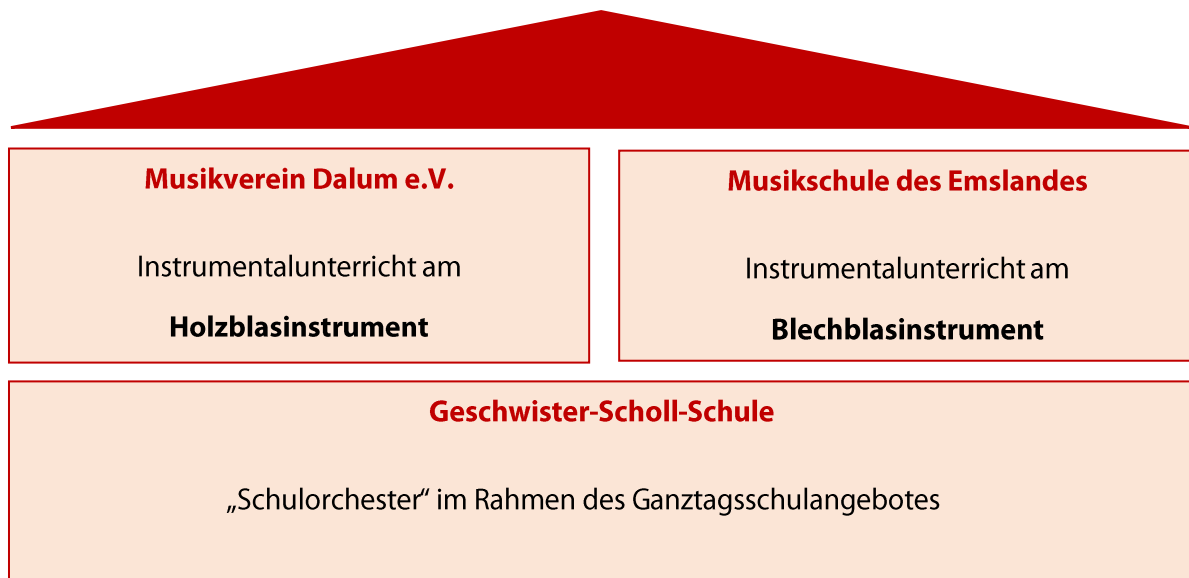 Musikverein Dalum e.V.
Instrumentalunterricht am
Holzblasinstrument
Musikschule des Emslandes
Instrumentalunterricht am
Blechblasinstrument
Geschwister-Scholl-Schule
„Schulorchester“ im Rahmen des Ganztagsschulangebotes